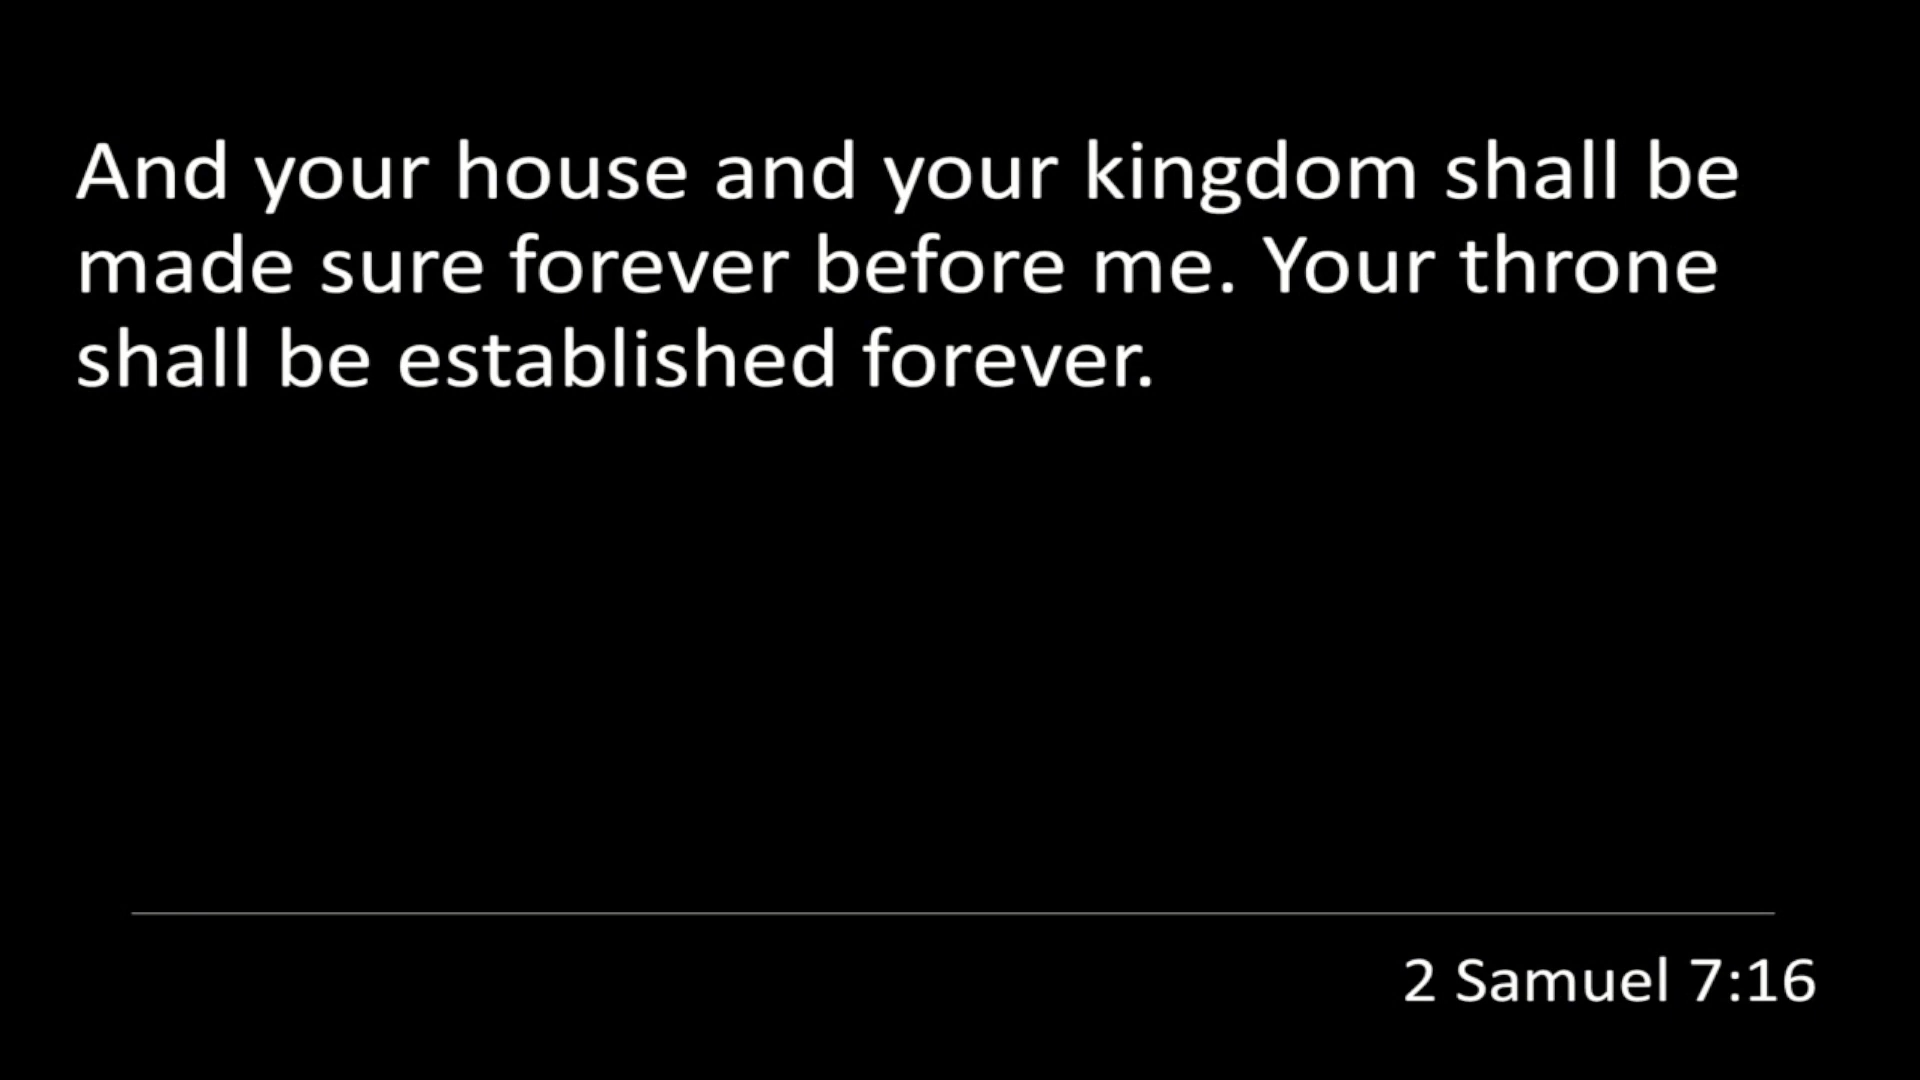 And your house and your kingdom shall be
made sure forever before me. Your throne
shall be established forever.
2 Samuel 7:16